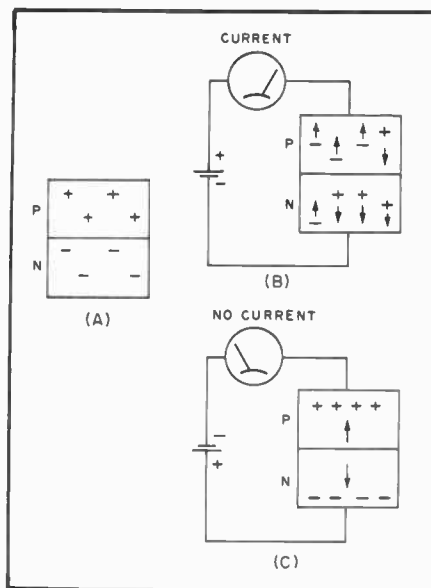 CURRENT
+
-
P
- - - +
N
- + + +
(B)
P
+ + + +
N
- - - -
(A)
NO CURRENT
-
+
P
+ + + +
N
- - - -
(C)